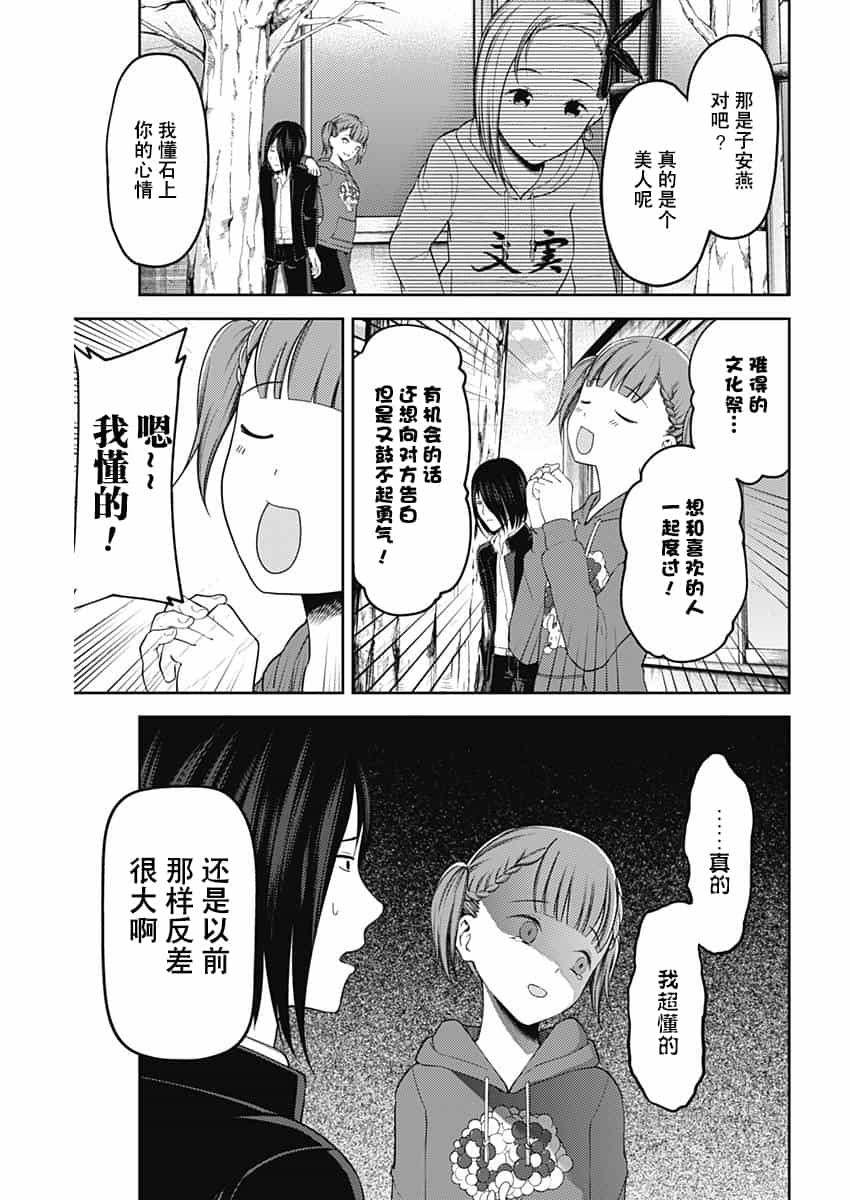 那是子安燕
对吧？
真的是个
美人呢
文実
我懂石上
你的心情
难得的
文化祭…
想和喜欢的人
一起度过！
有机会的话
还想向对方告白
但是又鼓不起勇气！
嗯~~
我懂的！
……真的
我超懂的
还是以前
那样反差
很大啊